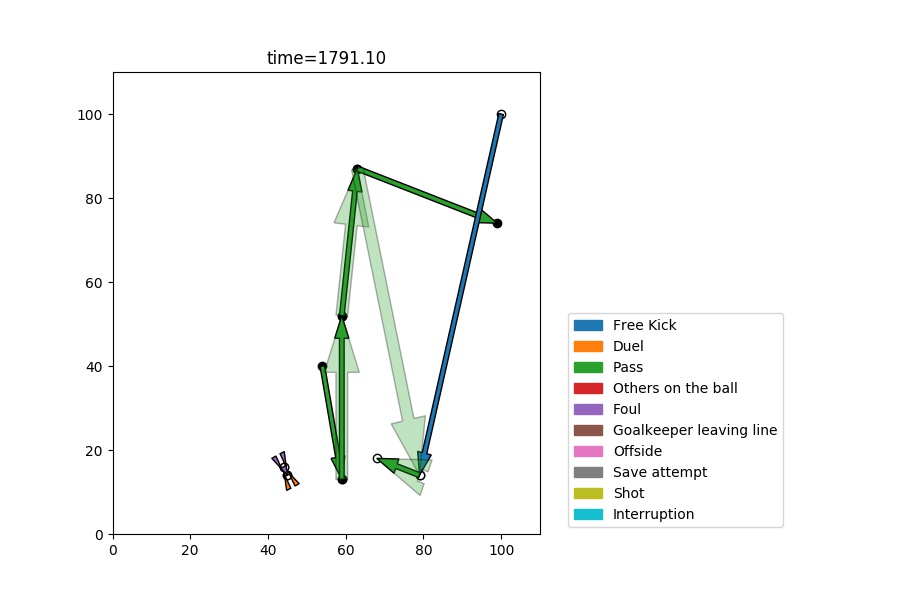 time=1791.10
100
80
60
40
20
0
0 20 40 60 80 100
Free Kick
Duel
Pass
Others on the ball
Foul
Goalkeeper leaving line
Offside
Save attempt
Shot
Interruption